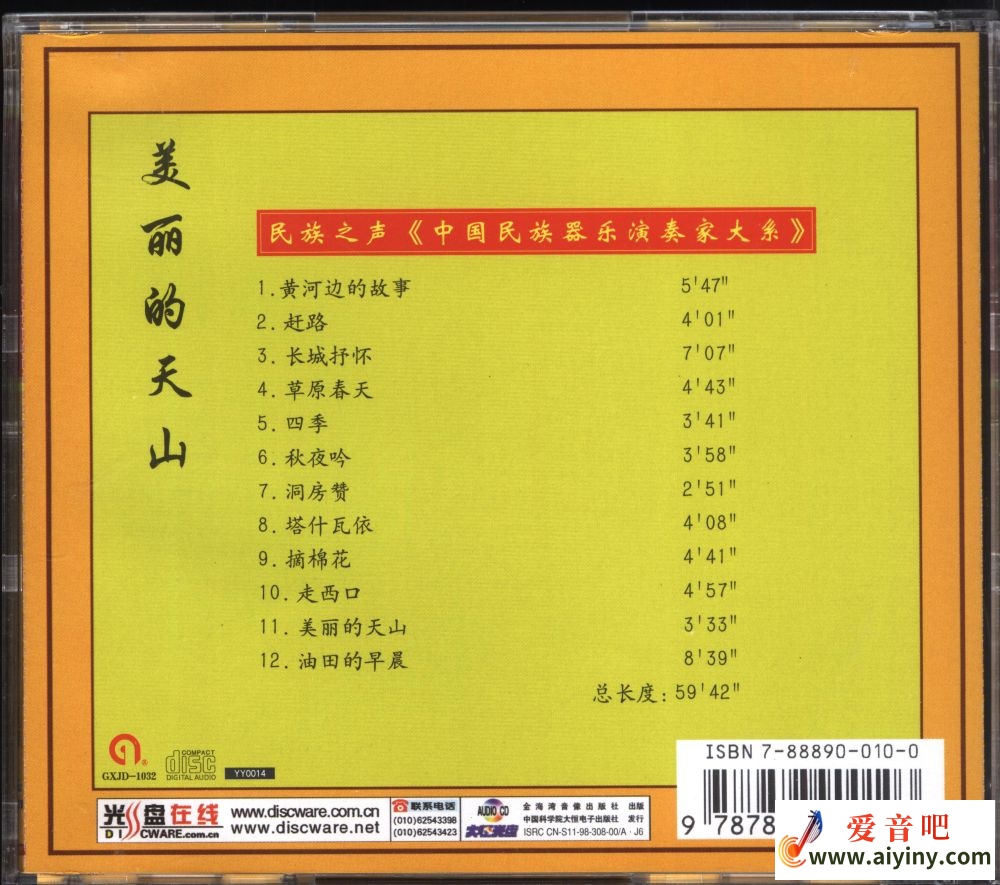 美丽的天山
民族之声《中国民族器乐演奏家大系》
1.黄河边的故事 5'47"
2.赶路 4'01"
3.长城抒怀 7'07"
4.草原春天 4'43"
5.四季 3'41"
6.秋夜吟 3'58"
7.洞房赞 2'51"
8.塔什瓦依 4'08"
9.摘棉花 4'41"
10.走西口 4'57"
11.美丽的天山 3'33"
12.油田的早晨 8'39"
总长度:59'42"
GXJD-1032
COMPACT
disc
DIGITAL AUDIO
YY0014
ISBN 7-88890-010-0
9 7878
光盘在线
DISCWARE.com.cn
www.discware.com.cn
www.discware.net
联系电话
(010)62543398
(010)62543423
AUDIO CD
金海湾音像出版社 出版
中国科学院大恒电子出版社 发行
ISRC CN-S11-98-308-00/A·J6
爱音吧
www.aiyiny.com